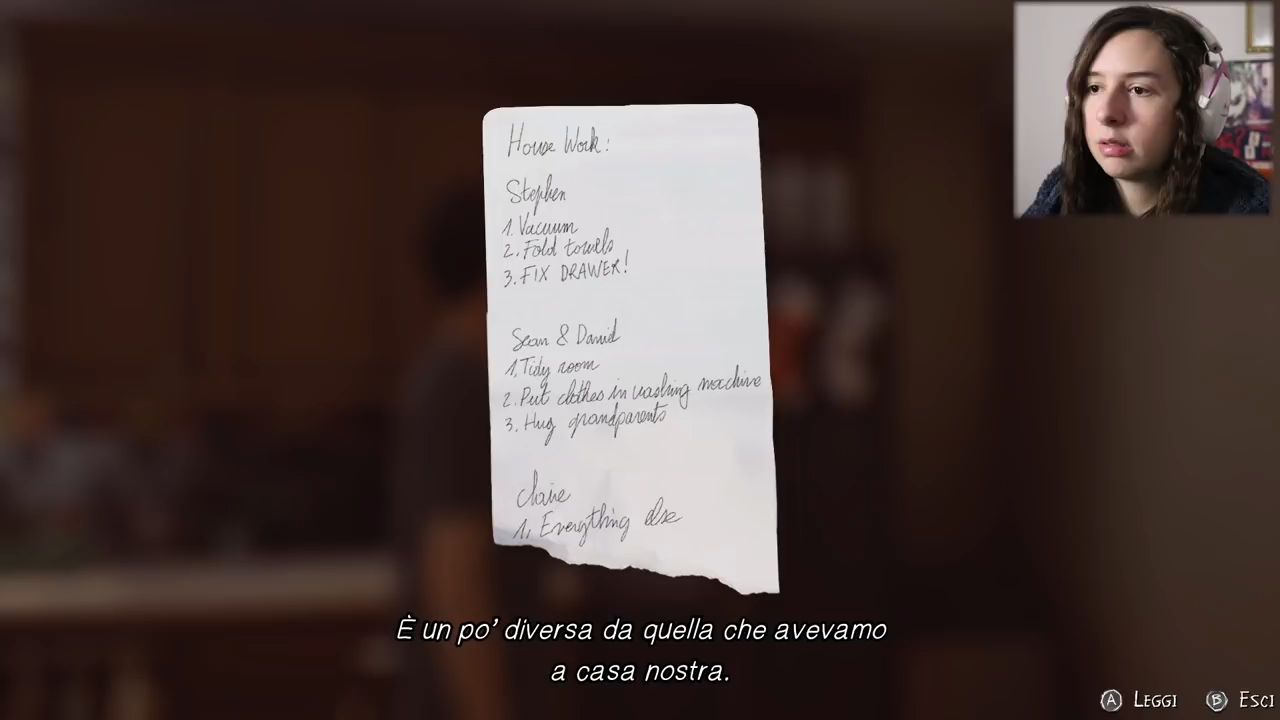 House Work:
Stephen
1. Vacuum
2. Fold towels
3. FIX DRAWER!
Sean & Daniel
1. Tidy room
2. Put clothes in washing machine
3. Hug grandparents
Claire
1. Everything else
È un po' diversa da quella che avevamo
a casa nostra.
A LEGGI B ESCI